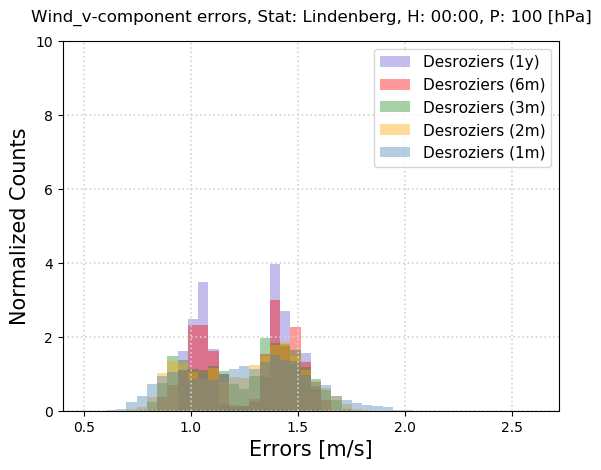 Wind_v-component errors, Stat: Lindenberg, H: 00:00, P: 100 [hPa]
Desroziers (1y)
Desroziers (6m)
Desroziers (3m)
Desroziers (2m)
Desroziers (1m)
Normalized Counts
10
8
6
4
2
0
0.5 1.0 1.5 2.0 2.5
Errors [m/s]